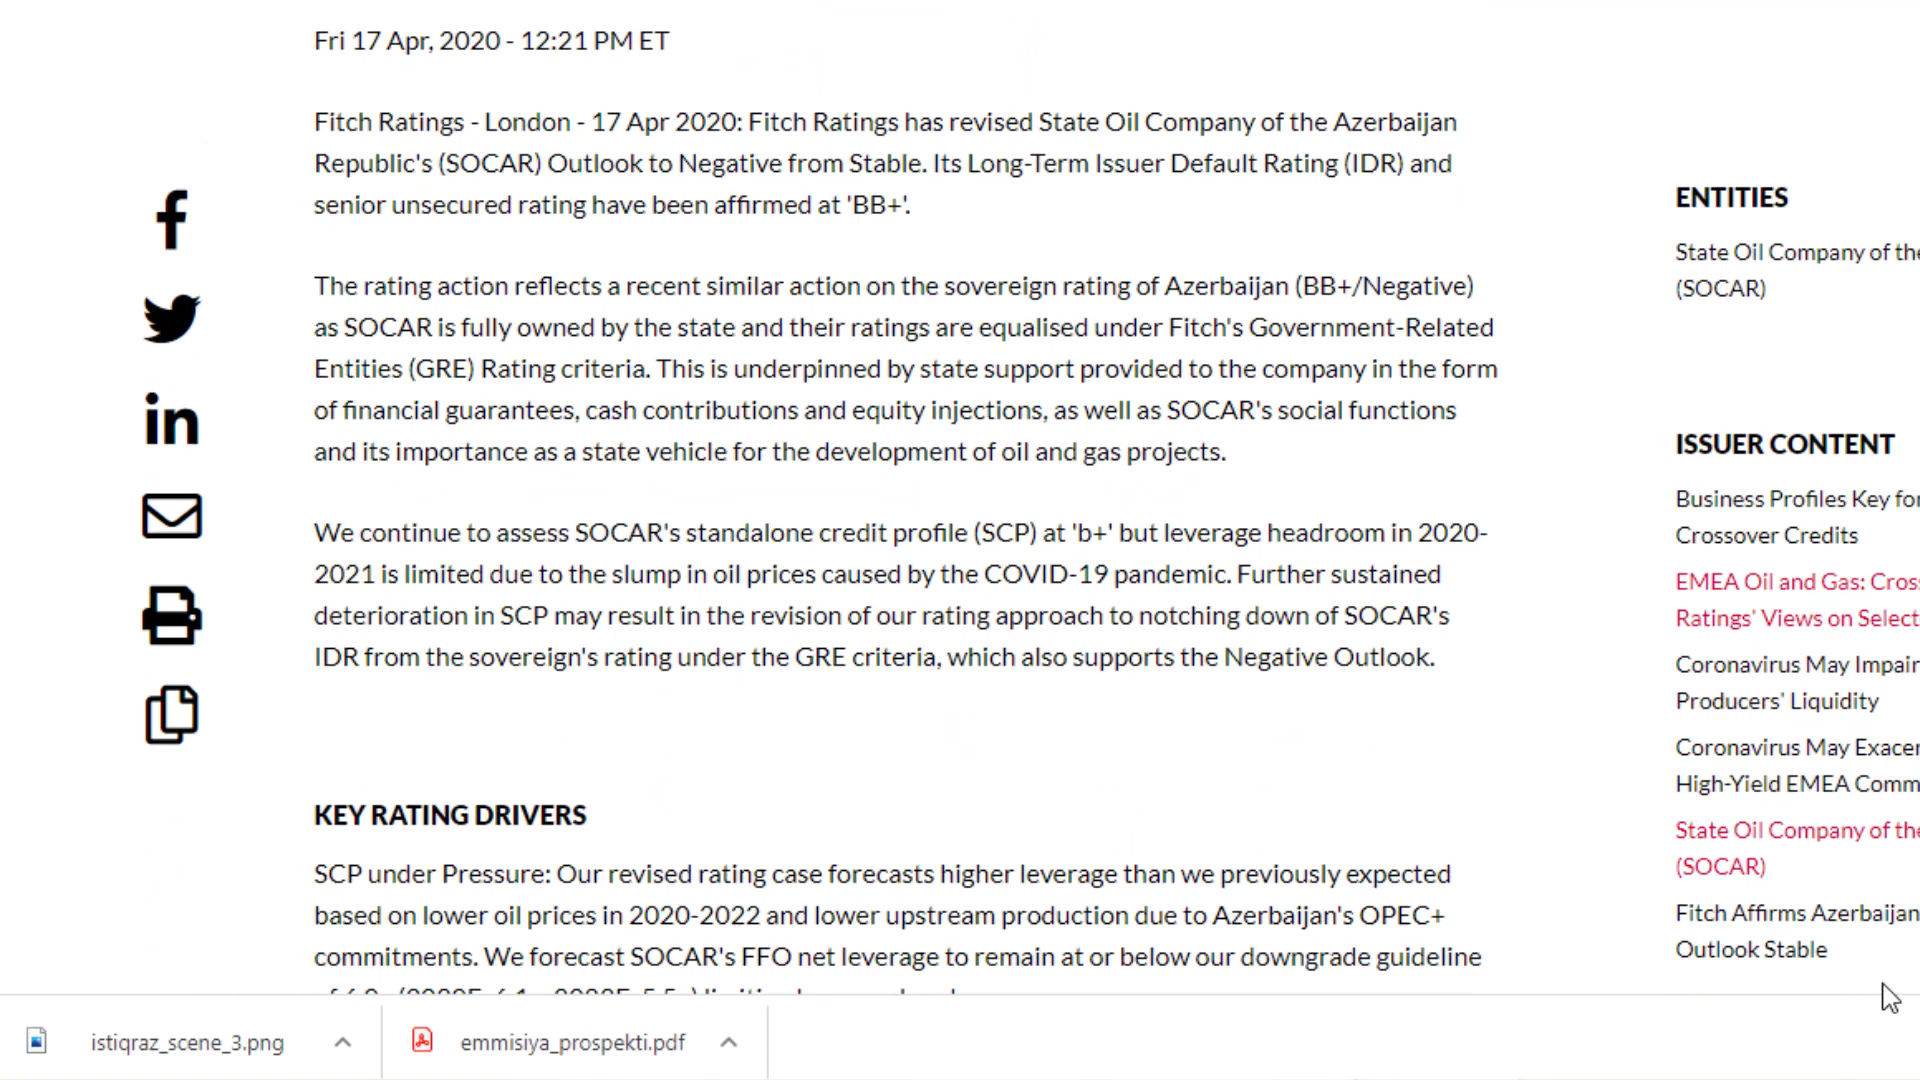 Fri 17 Apr, 2020 - 12:21 PM ET
Fitch Ratings - London - 17 Apr 2020: Fitch Ratings has revised State Oil Company of the Azerbaijan
Republic's (SOCAR) Outlook to Negative from Stable. Its Long-Term Issuer Default Rating (IDR) and
senior unsecured rating have been affirmed at 'BB+'.
The rating action reflects a recent similar action on the sovereign rating of Azerbaijan (BB+/Negative)
as SOCAR is fully owned by the state and their ratings are equalised under Fitch's Government-Related
Entities (GRE) Rating criteria. This is underpinned by state support provided to the company in the form
of financial guarantees, cash contributions and equity injections, as well as SOCAR's social functions
and its importance as a state vehicle for the development of oil and gas projects.
We continue to assess SOCAR's standalone credit profile (SCP) at 'b+' but leverage headroom in 2020-
2021 is limited due to the slump in oil prices caused by the COVID-19 pandemic. Further sustained
deterioration in SCP may result in the revision of our rating approach to notching down of SOCAR's
IDR from the sovereign's rating under the GRE criteria, which also supports the Negative Outlook.
KEY RATING DRIVERS
SCP under Pressure: Our revised rating case forecasts higher leverage than we previously expected
based on lower oil prices in 2020-2022 and lower upstream production due to Azerbaijan's OPEC+
commitments. We forecast SOCAR's FFO net leverage to remain at or below our downgrade guideline
ENTITIES
State Oil Company of the
(SOCAR)
ISSUER CONTENT
Business Profiles Key for
Crossover Credits
EMEA Oil and Gas: Cros
Ratings' Views on Select
Coronavirus May Impair
Producers' Liquidity
Coronavirus May Exacer
High-Yield EMEA Comm
State Oil Company of the
(SOCAR)
Fitch Affirms Azerbaijan
Outlook Stable
istiqraz_scene_3.png
emmisiya_prospekti.pdf